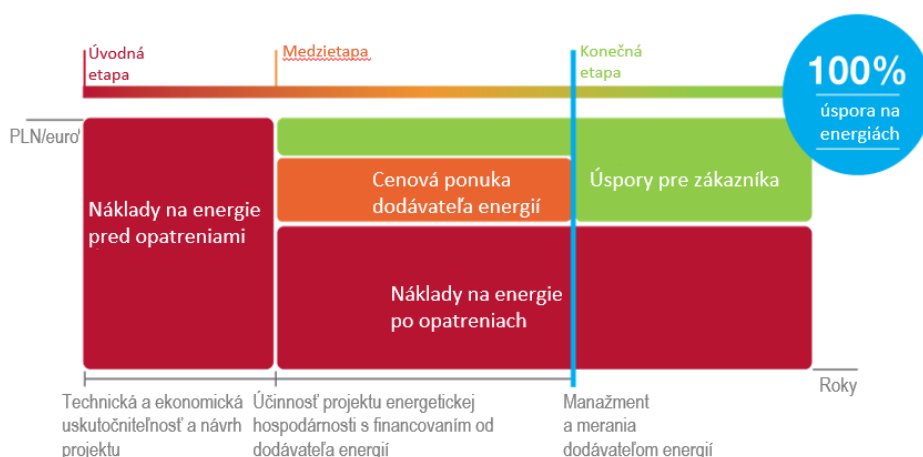 Úvodná
etapa
Medzietapa
Konečná
etapa
100%
úspora na
energiách
PLN/euro'
Náklady na energie
pred opatreniami
Cenová ponuka
dodávateľa energií
Úspory pre zákazníka
Náklady na energie
po opatreniach
Roky
Technická a ekonomická
uskutočniteľnosť a návrh
projektu
Účinnosť projektu energetickej
hospodárnosti s financovaním od
dodávateľa energií
Manažment
a merania
dodávateľom energií